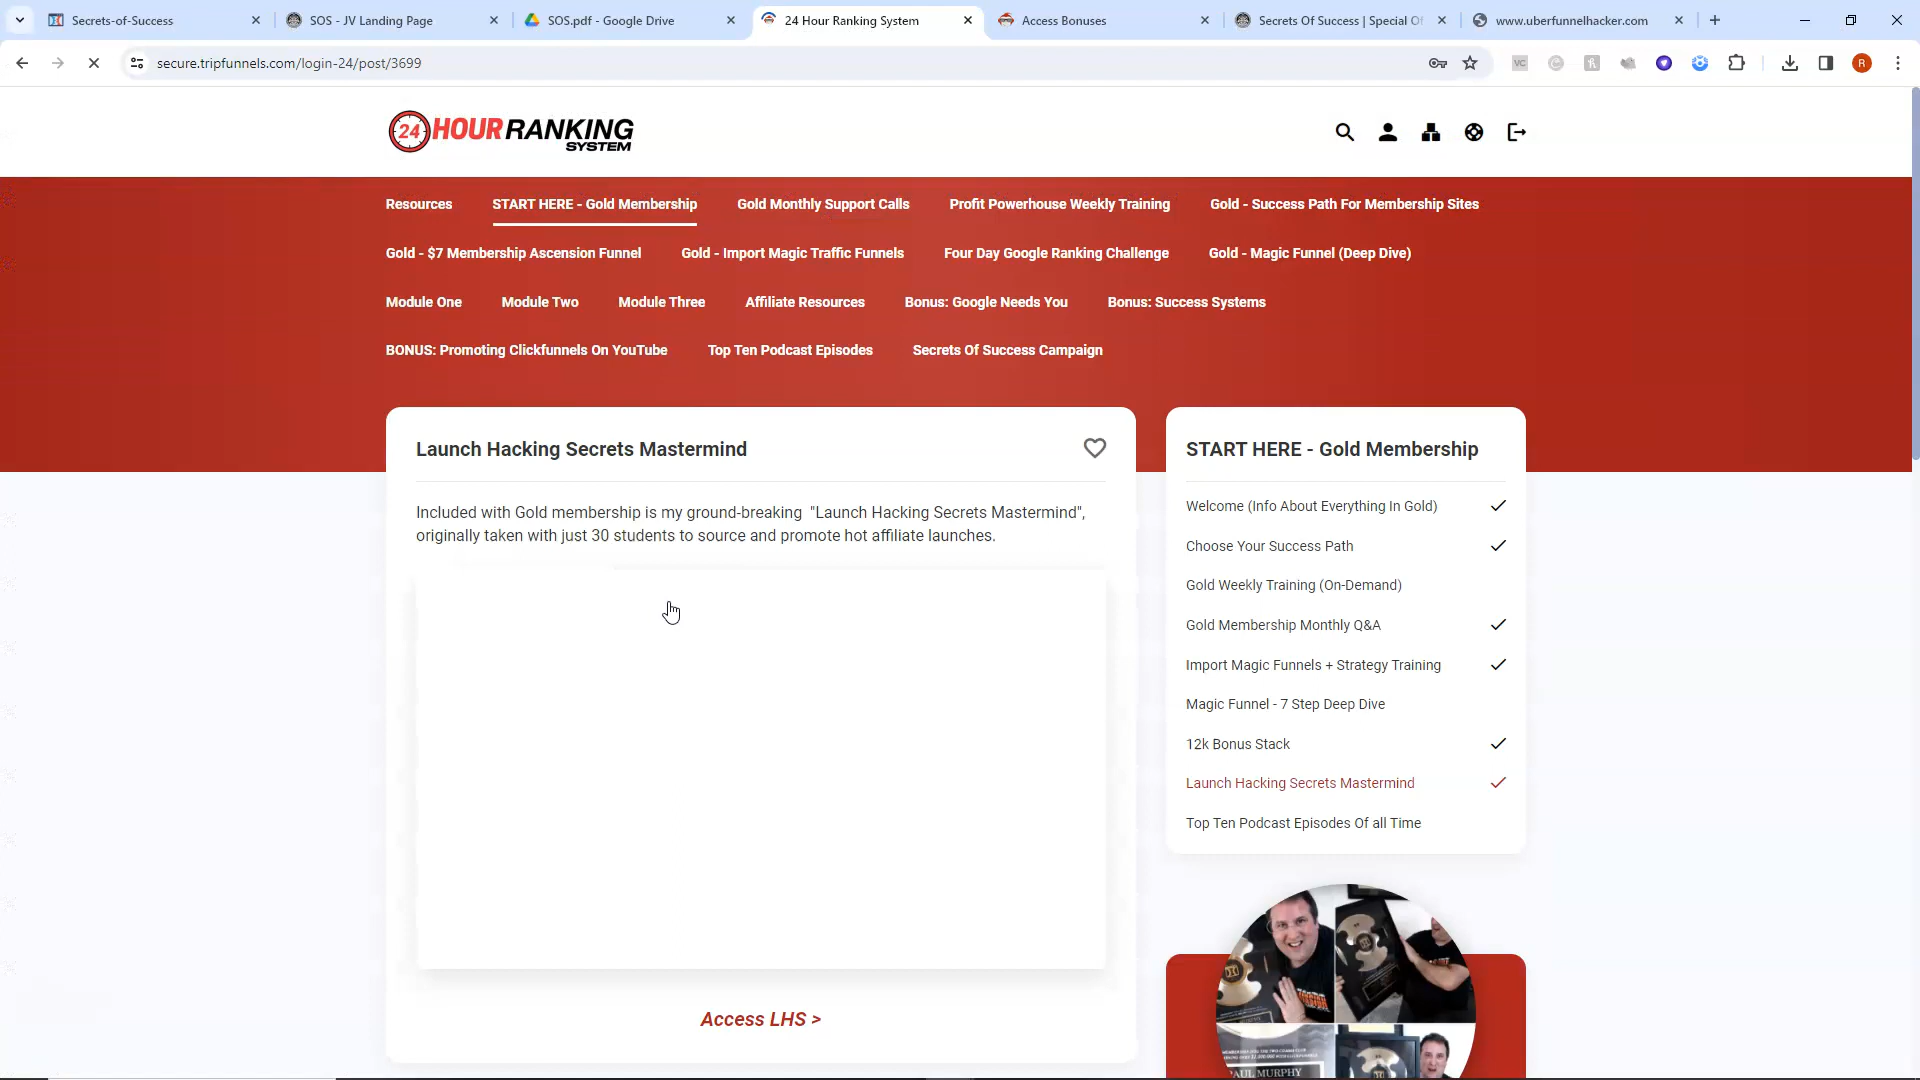 Secrets-of-Success
SOS - JV Landing Page
SOS.pdf - Google Drive
24 Hour Ranking System
Access Bonuses
Secrets Of Success | Special Of
www.uberfunnelhacker.com
secure.tripfunnels.com/login-24/post/3699
VC
R
24 HOUR RANKING
SYSTEM
Resources
START HERE - Gold Membership
Gold Monthly Support Calls
Profit Powerhouse Weekly Training
Gold - Success Path For Membership Sites
Gold - $7 Membership Ascension Funnel
Gold - Import Magic Traffic Funnels
Four Day Google Ranking Challenge
Gold - Magic Funnel (Deep Dive)
Module One
Module Two
Module Three
Affiliate Resources
Bonus: Google Needs You
Bonus: Success Systems
BONUS: Promoting Clickfunnels On YouTube
Top Ten Podcast Episodes
Secrets Of Success Campaign
Launch Hacking Secrets Mastermind
Included with Gold membership is my ground-breaking "Launch Hacking Secrets Mastermind",
originally taken with just 30 students to source and promote hot affiliate launches.
Access LHS >
START HERE - Gold Membership
Welcome (Info About Everything In Gold)
Choose Your Success Path
Gold Weekly Training (On-Demand)
Gold Membership Monthly Q&A
Import Magic Funnels + Strategy Training
Magic Funnel - 7 Step Deep Dive
12k Bonus Stack
Launch Hacking Secrets Mastermind
Top Ten Podcast Episodes Of all Time
PAUL MURPHY